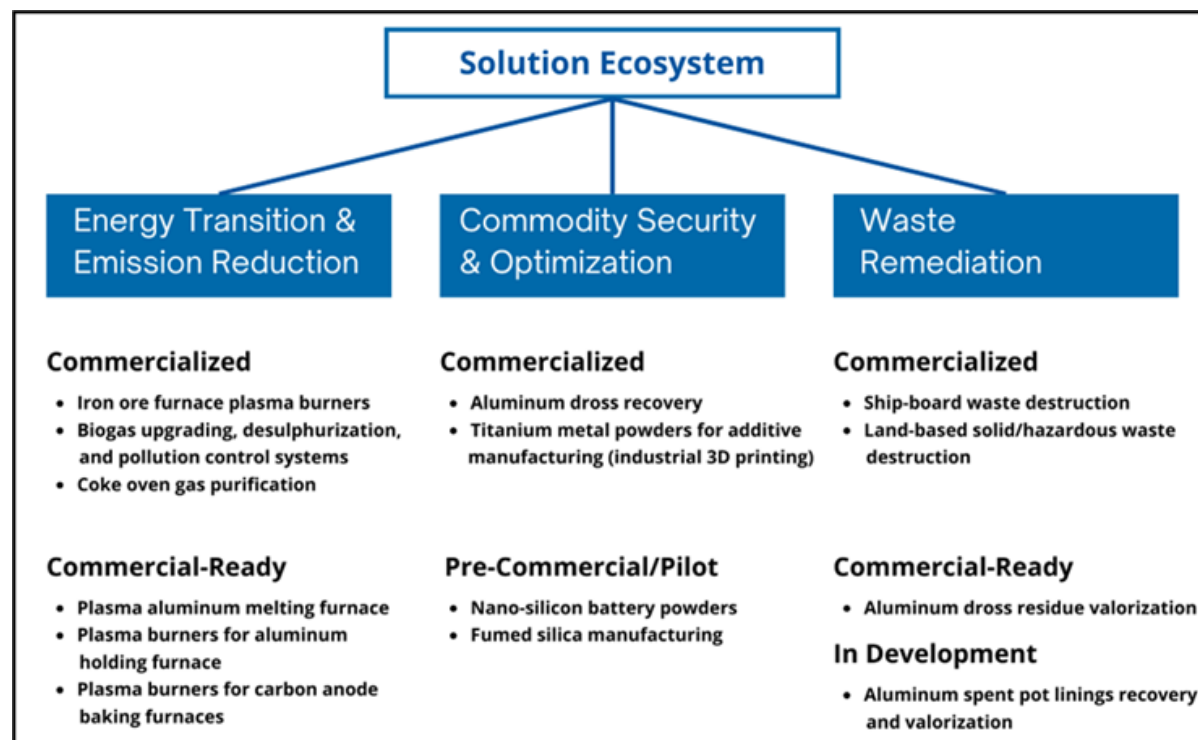 Solution Ecosystem
Energy Transition &
Emission Reduction
Commercialized
• Iron ore furnace plasma burners
• Biogas upgrading, desulphurization,
and pollution control systems
• Coke oven gas purification
Commercial-Ready
• Plasma aluminum melting furnace
• Plasma burners for aluminum
holding furnace
• Plasma burners for carbon anode
baking furnaces
Commodity Security
& Optimization
Commercialized
• Aluminum dross recovery
• Titanium metal powders for additive
manufacturing (industrial 3D printing)
Pre-Commercial/Pilot
• Nano-silicon battery powders
• Fumed silica manufacturing
Waste
Remediation
Commercialized
• Ship-board waste destruction
• Land-based solid/hazardous waste
destruction
Commercial-Ready
• Aluminum dross residue valorization
In Development
• Aluminum spent pot linings recovery
and valorization